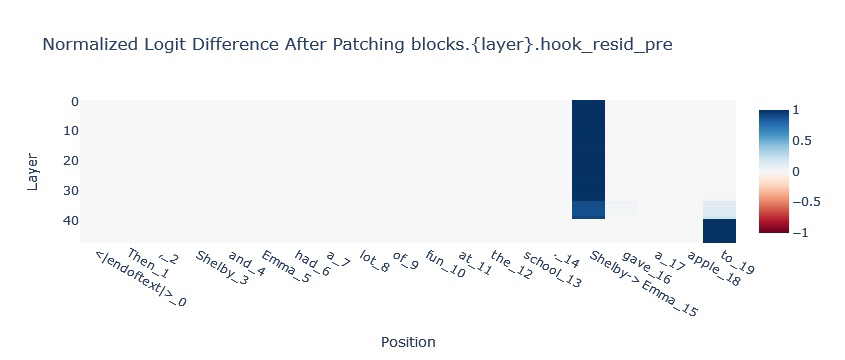 Normalized Logit Difference After Patching blocks.{layer}.hook_resid_pre
Layer
0
10
20
30
40
1
0.5
0
−0.5
−1
<|endoftext|>_0
Then_1
,_2
Shelby_3
and_4
Emma_5
had_6
a_7
lot_8
of_9
fun_10
at_11
the_12
school_13
._14
Shelby-> Emma_15
gave_16
a_17
apple_18
to_19
Position